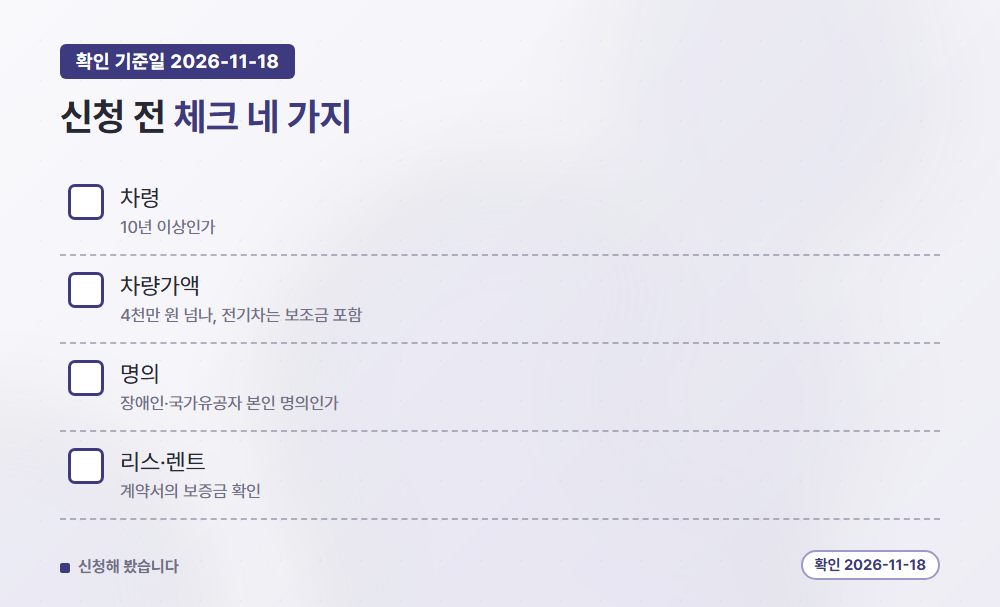 확인 기준일 2026-11-18
신청 전 체크 네 가지
차령
10년 이상인가
차량가액
4천만 원 넘나, 전기차는 보조금 포함
명의
장애인·국가유공자 본인 명의인가
리스·렌트
계약서의 보증금 확인
신청해 봤습니다
확인 2026-11-18